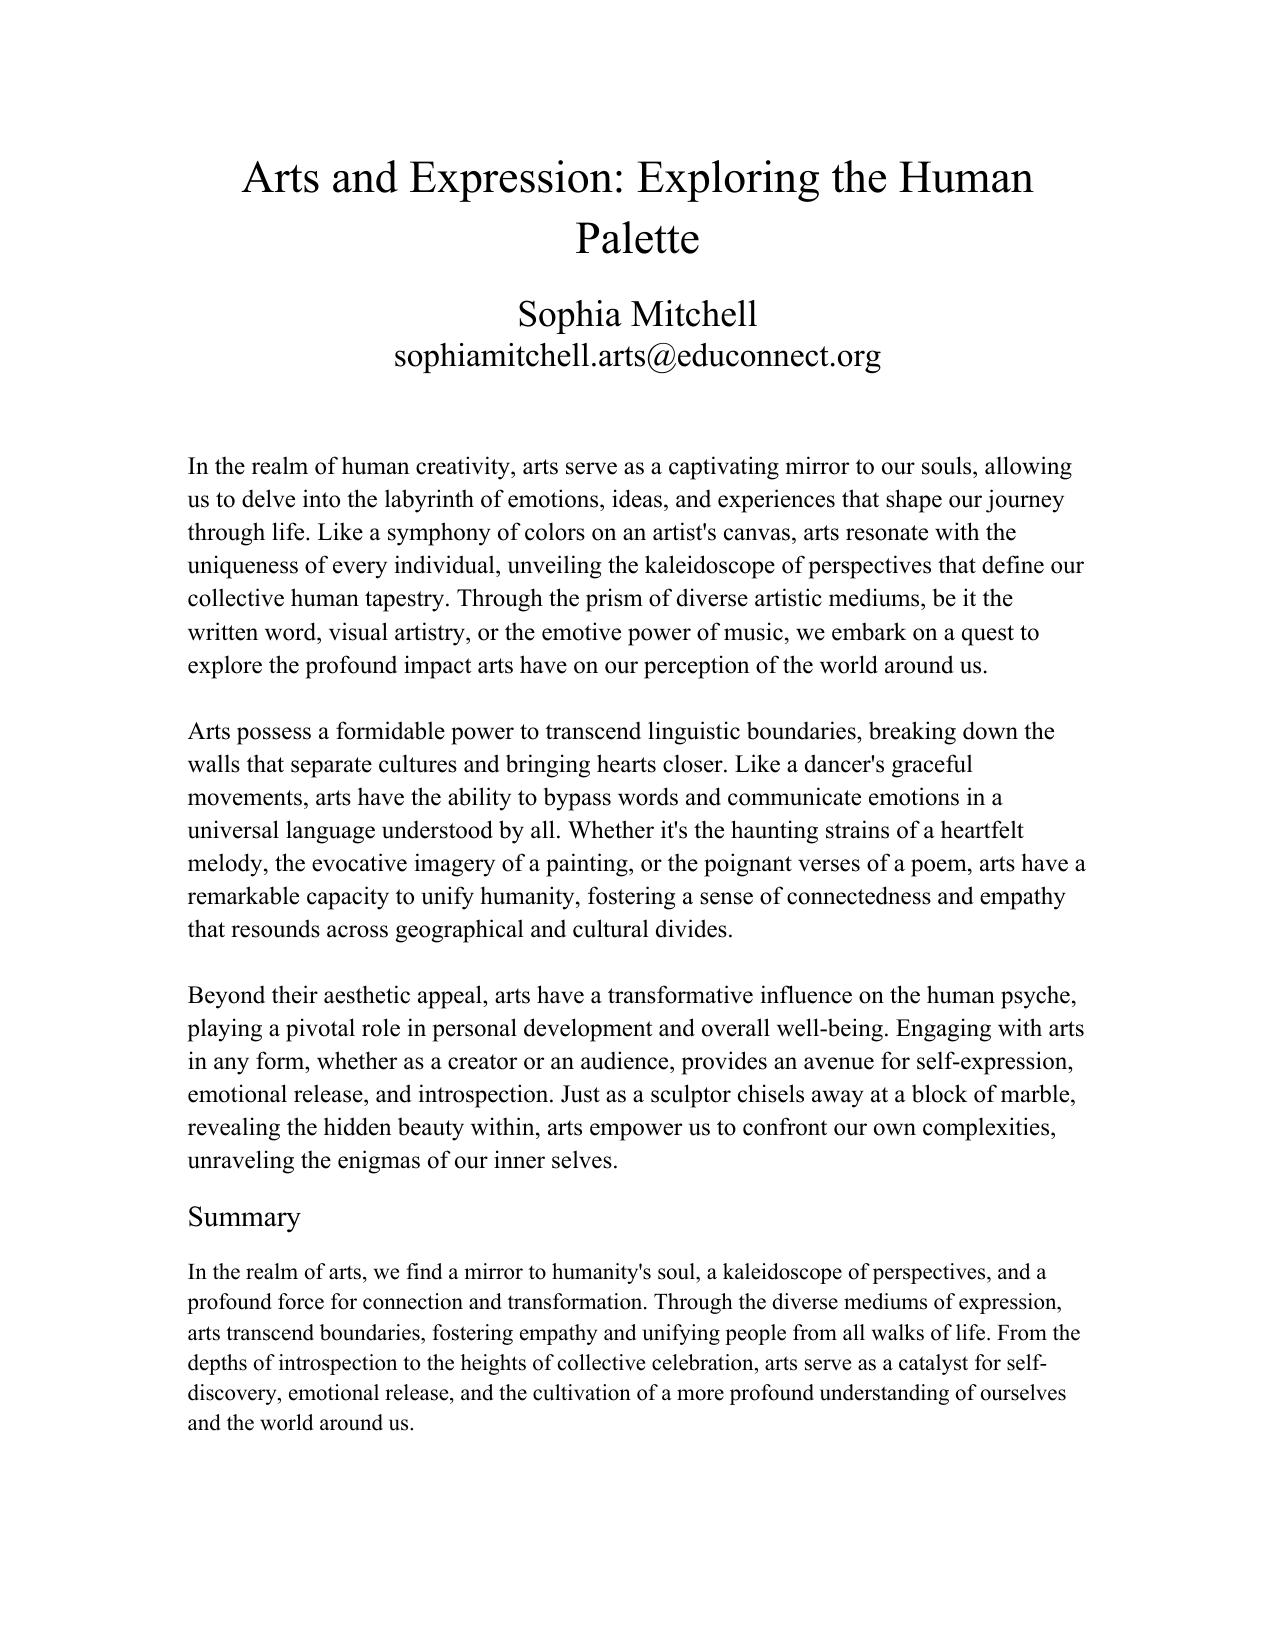 Arts and Expression: Exploring the Human
Palette
Sophia Mitchell
sophiamitchell.arts@educonnect.org
In the realm of human creativity, arts serve as a captivating mirror to our souls, allowing
us to delve into the labyrinth of emotions, ideas, and experiences that shape our journey
through life. Like a symphony of colors on an artist's canvas, arts resonate with the
uniqueness of every individual, unveiling the kaleidoscope of perspectives that define our
collective human tapestry. Through the prism of diverse artistic mediums, be it the
written word, visual artistry, or the emotive power of music, we embark on a quest to
explore the profound impact arts have on our perception of the world around us.
Arts possess a formidable power to transcend linguistic boundaries, breaking down the
walls that separate cultures and bringing hearts closer. Like a dancer's graceful
movements, arts have the ability to bypass words and communicate emotions in a
universal language understood by all. Whether it's the haunting strains of a heartfelt
melody, the evocative imagery of a painting, or the poignant verses of a poem, arts have a
remarkable capacity to unify humanity, fostering a sense of connectedness and empathy
that resounds across geographical and cultural divides.
Beyond their aesthetic appeal, arts have a transformative influence on the human psyche,
playing a pivotal role in personal development and overall well-being. Engaging with arts
in any form, whether as a creator or an audience, provides an avenue for self-expression,
emotional release, and introspection. Just as a sculptor chisels away at a block of marble,
revealing the hidden beauty within, arts empower us to confront our own complexities,
unraveling the enigmas of our inner selves.
Summary
In the realm of arts, we find a mirror to humanity's soul, a kaleidoscope of perspectives, and a
profound force for connection and transformation. Through the diverse mediums of expression,
arts transcend boundaries, fostering empathy and unifying people from all walks of life. From the
depths of introspection to the heights of collective celebration, arts serve as a catalyst for self-
discovery, emotional release, and the cultivation of a more profound understanding of ourselves
and the world around us.